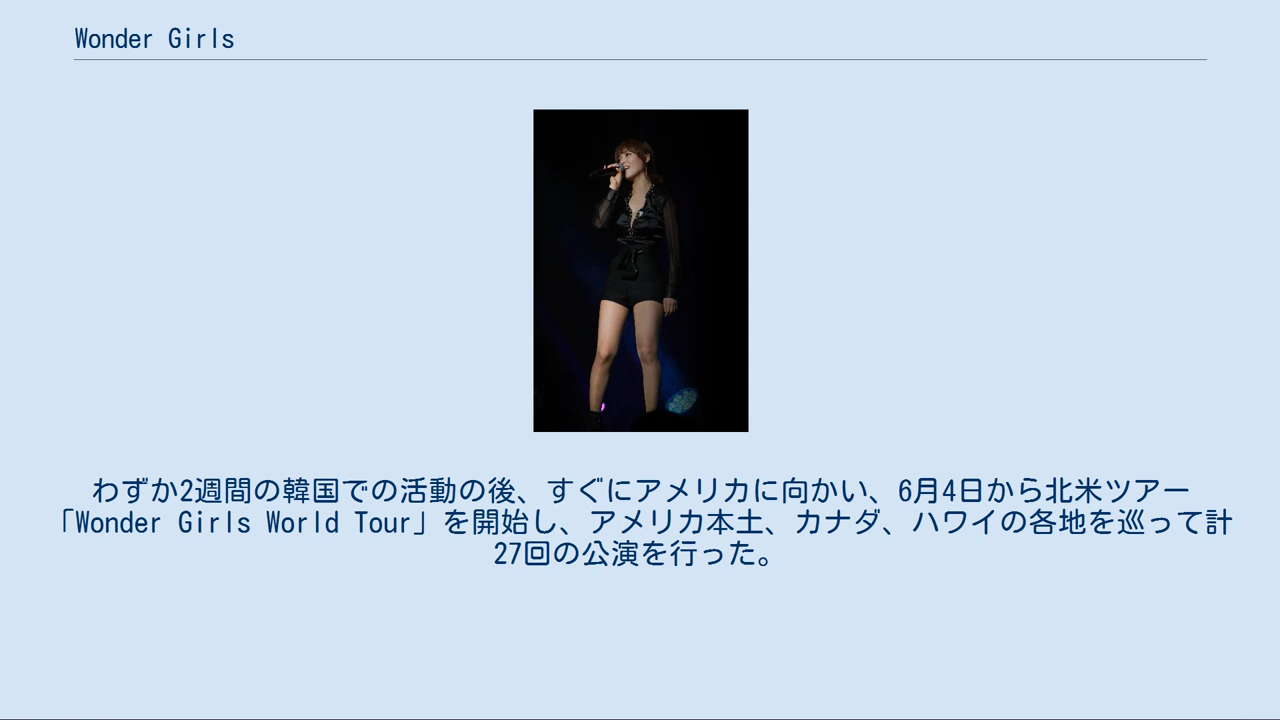 Wonder Girls
わずか2週間の韓国での活動の後、すぐにアメリカに向かい、6月4日から北米ツアー
「Wonder Girls World Tour」を開始し、アメリカ本土、カナダ、ハワイの各地を巡って計
27回の公演を行った。